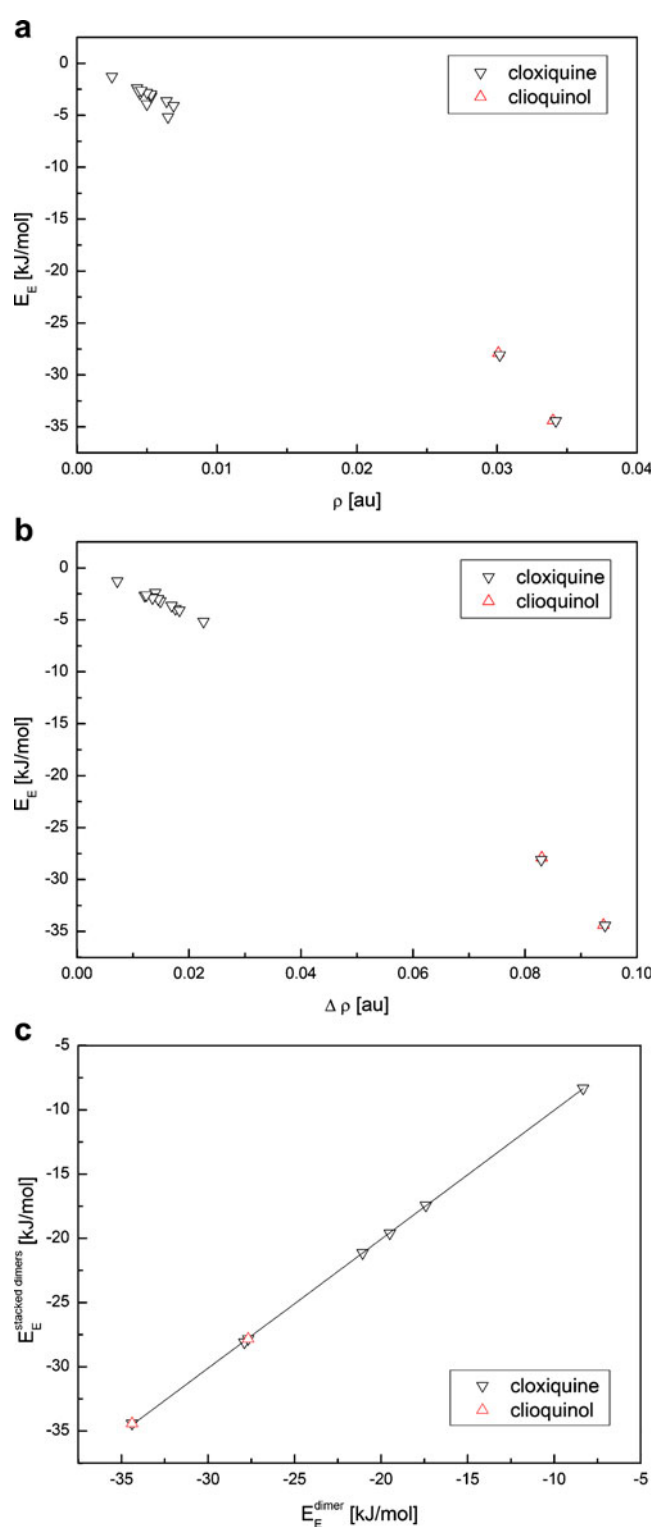 a
0
-5
-10
-15
-20
-25
-30
-35
E_E [kJ/mol]
cloxiquine
clioquinol
0.00 0.01 0.02 0.03 0.04
ρ [au]
b
0
-5
-10
-15
-20
-25
-30
-35
E_E [kJ/mol]
cloxiquine
clioquinol
0.00 0.02 0.04 0.06 0.08 0.10
Δ ρ [au]
c
-5
-10
-15
-20
-25
-30
-35
E_E^stacked dimers [kJ/mol]
cloxiquine
clioquinol
-35 -30 -25 -20 -15 -10 -5
E_E^dimer [kJ/mol]